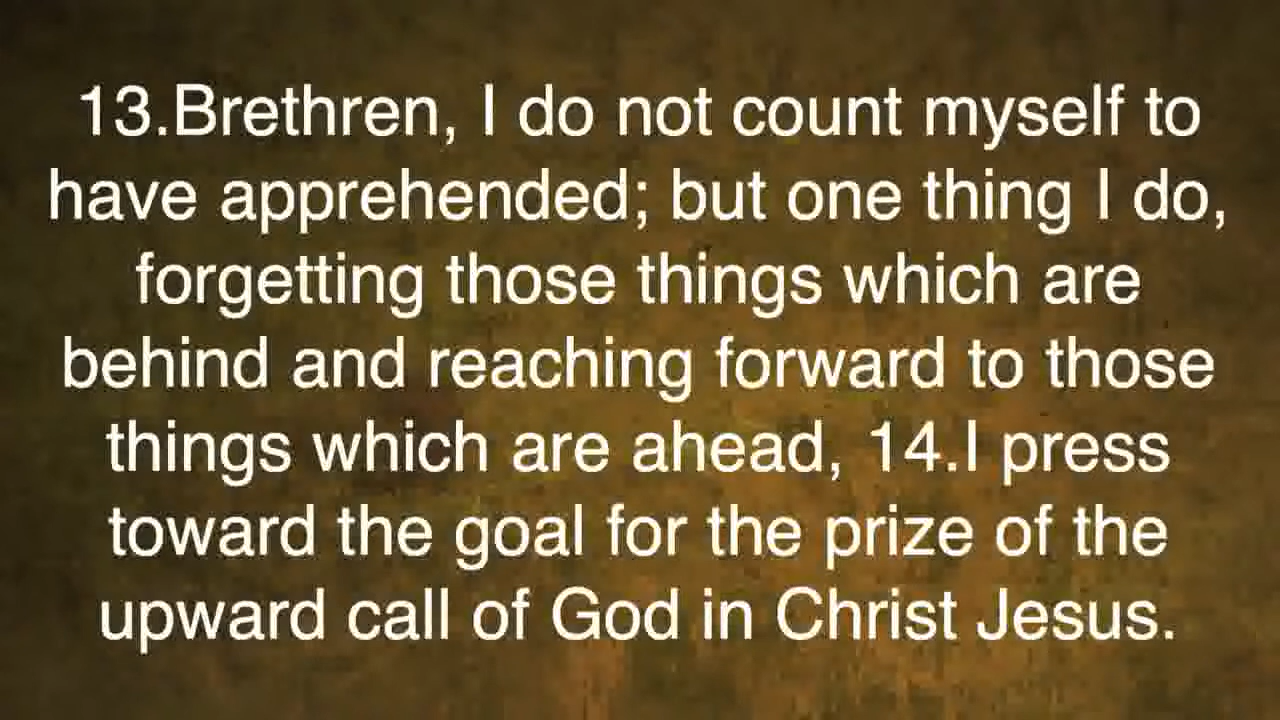 13.Brethren, I do not count myself to
have apprehended; but one thing I do,
forgetting those things which are
behind and reaching forward to those
things which are ahead, 14.I press
toward the goal for the prize of the
upward call of God in Christ Jesus.